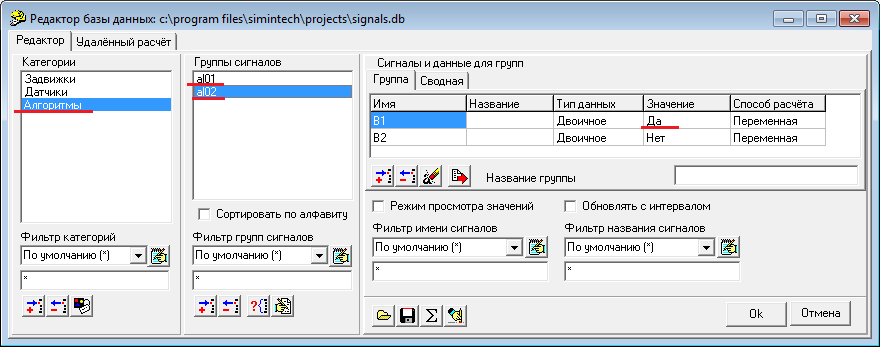 Редактор базы данных: c:\program files\simintech\projects\signals.db
Редактор Удалённый расчёт
Категории
Задвижки
Датчики
Алгоритмы
Фильтр категорий
По умолчанию (*)
*
Группы сигналов
al01
al02
Сортировать по алфавиту
Фильтр групп сигналов
По умолчанию (*)
*
Сигналы и данные для групп
Группа Сводная
Имя Название Тип данных Значение Способ расчёта
B1 Двоичное Да Переменная
B2 Двоичное Нет Переменная
Название группы
Режим просмотра значений Обновлять с интервалом
Фильтр имени сигналов Фильтр названия сигналов
По умолчанию (*) По умолчанию (*)
* *
Ok Отмена